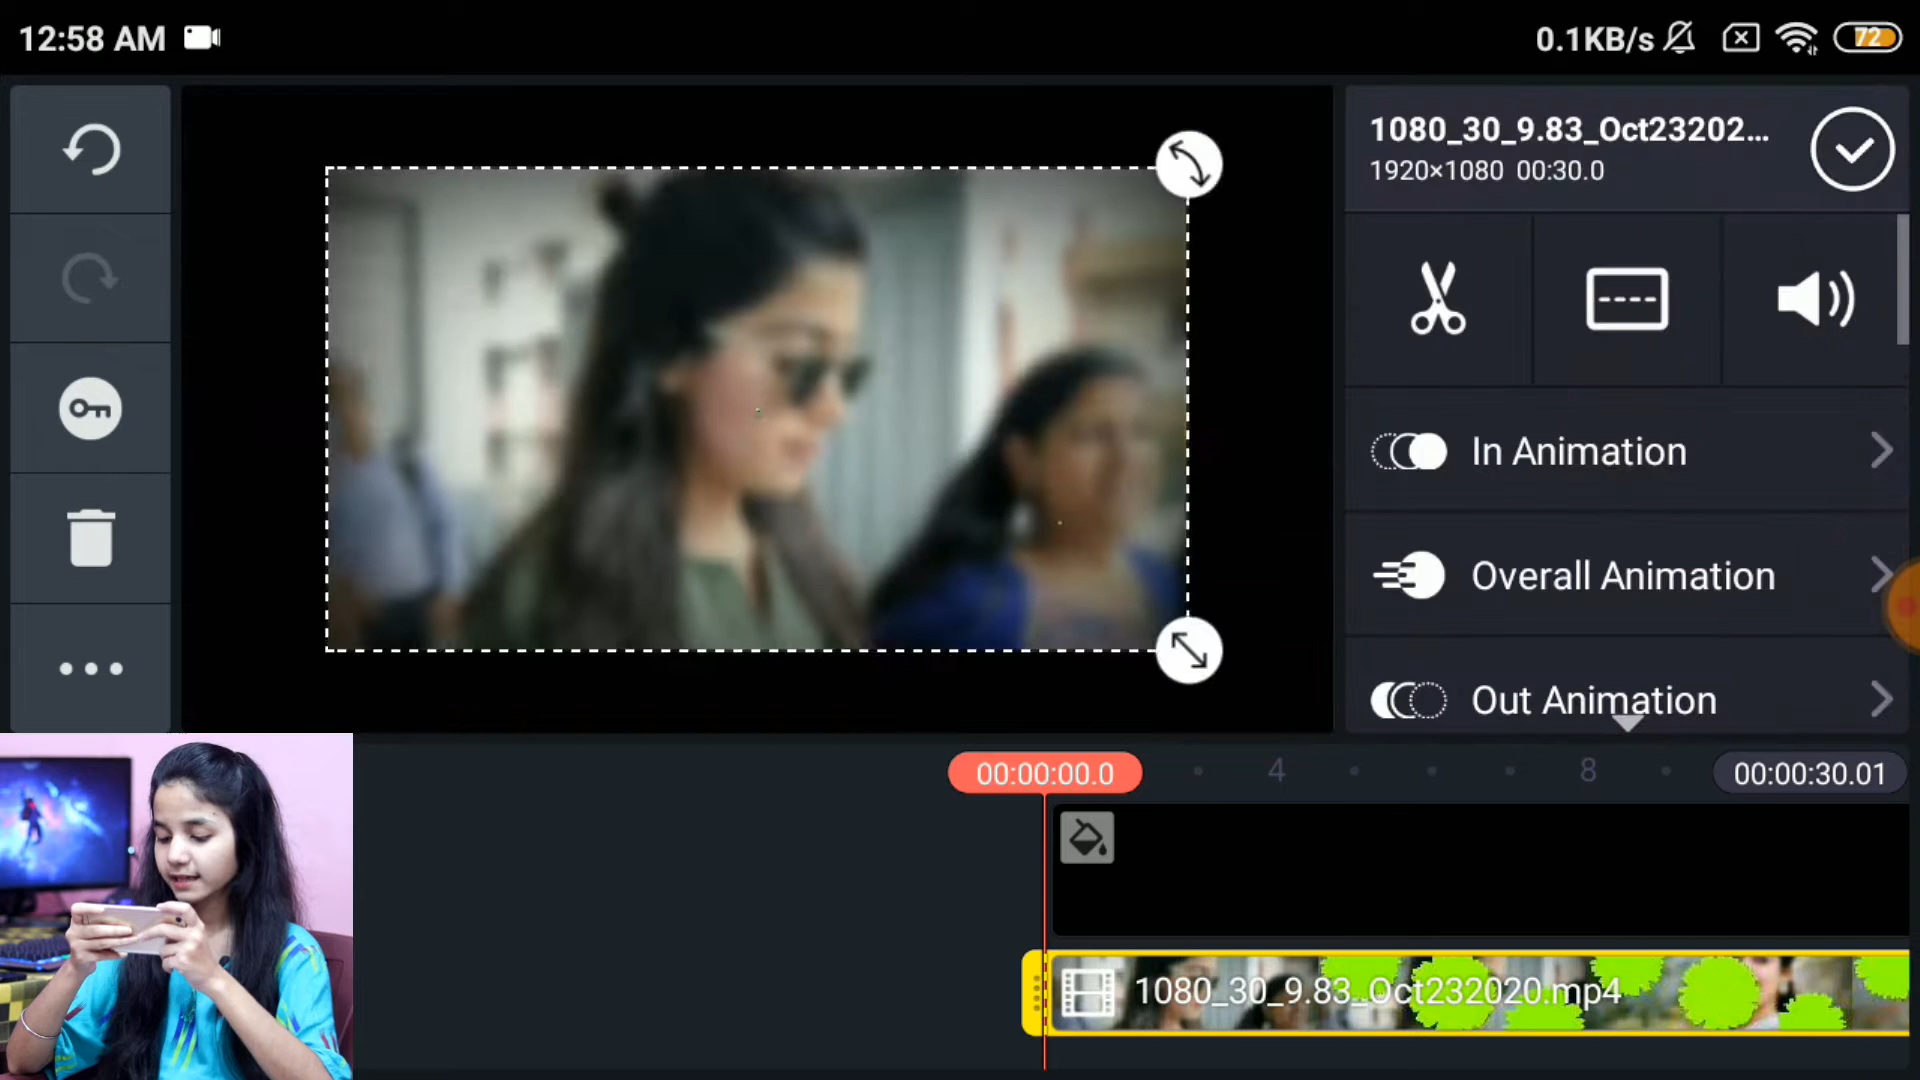 12:58 AM
0.1KB/s
72
1080_30_9.83_Oct23202...
1920×1080 00:30.0
In Animation
Overall Animation
Out Animation
00:00:00.0
4
8
00:00:30.01
1080_30_9.83_Oct232020.mp4